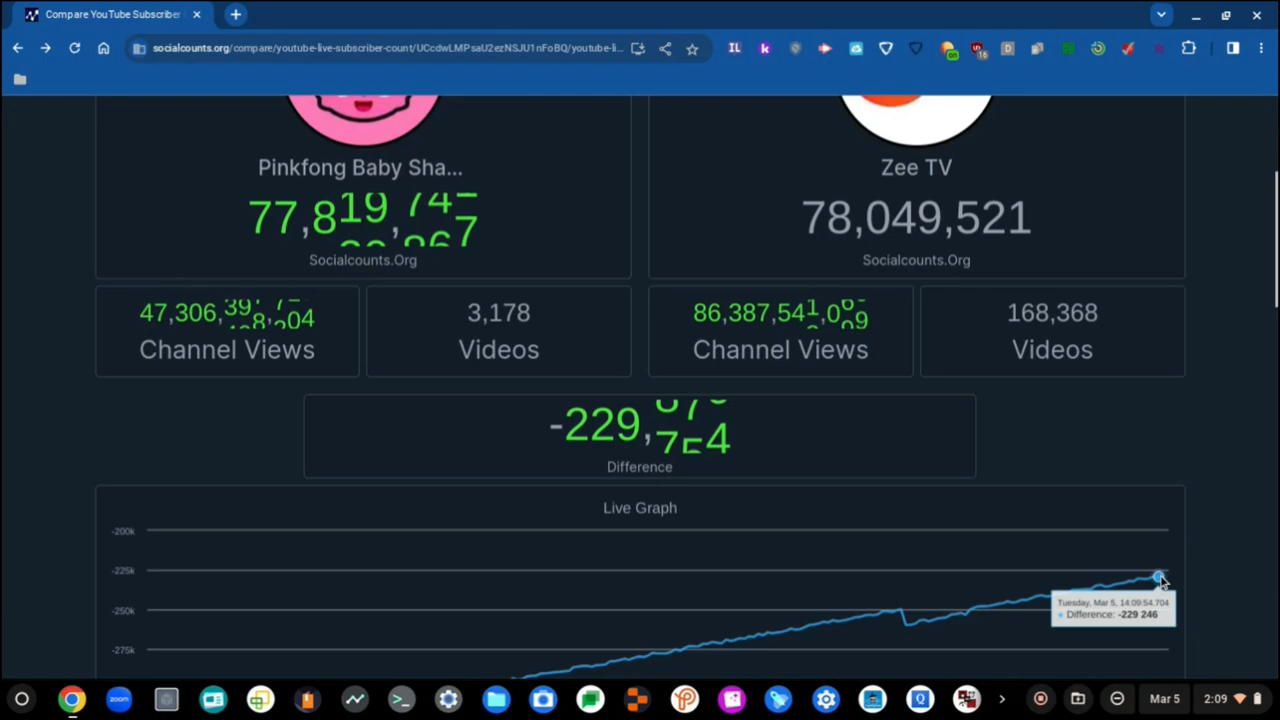 Compare YouTube Subscriber
socialcounts.org/compare/youtube-live-subscriber-count/UCcdwLMPsaU2ezNSJU1nFoBQ/youtube-li...
Pinkfong Baby Sha...
Zee TV
78,049,521
Socialcounts.Org
Socialcounts.Org
3,178
168,368
Channel Views
Videos
Channel Views
Videos
-229,
Difference
Live Graph
-200k
-225k
-250k
-275k
Tuesday, Mar 5, 14:09:54.704
Difference: -229 246
zoom
Mar 5
2:09